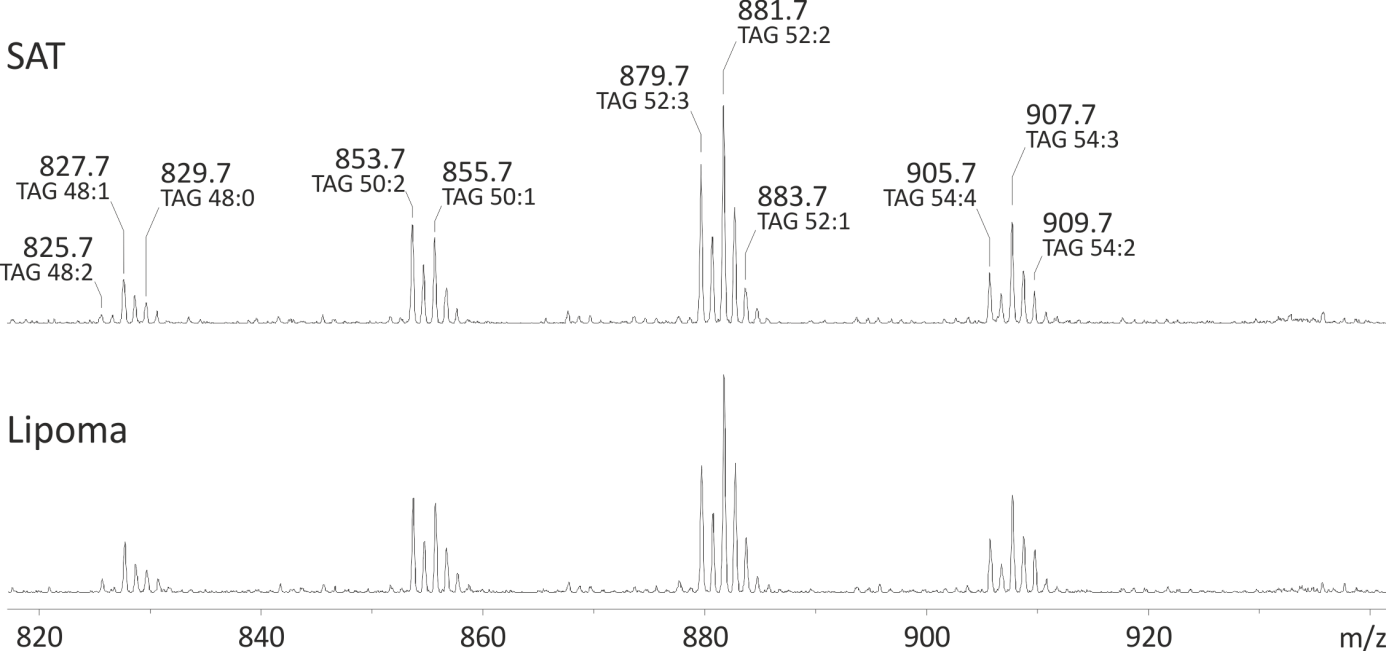 SAT
881.7
TAG 52:2
879.7
TAG 52:3
907.7
TAG 54:3
827.7
TAG 48:1
829.7
TAG 48:0
853.7
TAG 50:2
855.7
TAG 50:1
905.7
TAG 54:4
883.7
TAG 52:1
909.7
TAG 54:2
825.7
TAG 48:2
Lipoma
820 840 860 880 900 920 m/z